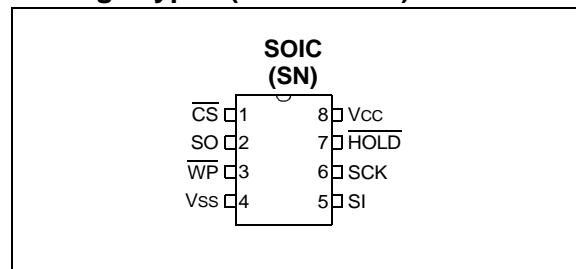 SOIC
(SN)
CS 1 8 VCC
SO 2 7 HOLD
WP 3 6 SCK
VSS 4 5 SI